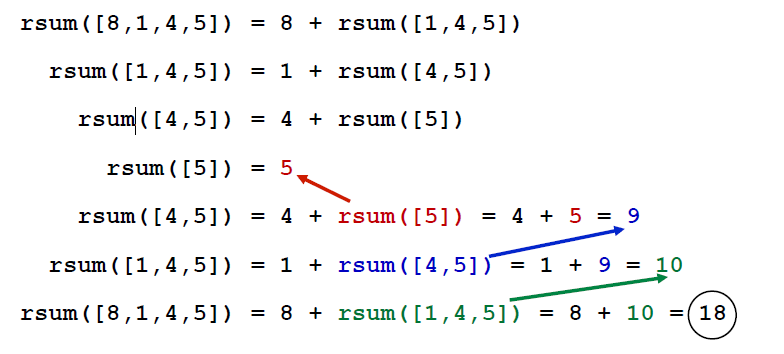 rsum([8,1,4,5]) = 8 + rsum([1,4,5])
rsum([1,4,5]) = 1 + rsum([4,5])
rsum([4,5]) = 4 + rsum([5])
rsum([5]) = 5
rsum([4,5]) = 4 + rsum([5]) = 4 + 5 = 9
rsum([1,4,5]) = 1 + rsum([4,5]) = 1 + 9 = 10
rsum([8,1,4,5]) = 8 + rsum([1,4,5]) = 8 + 10 = 18